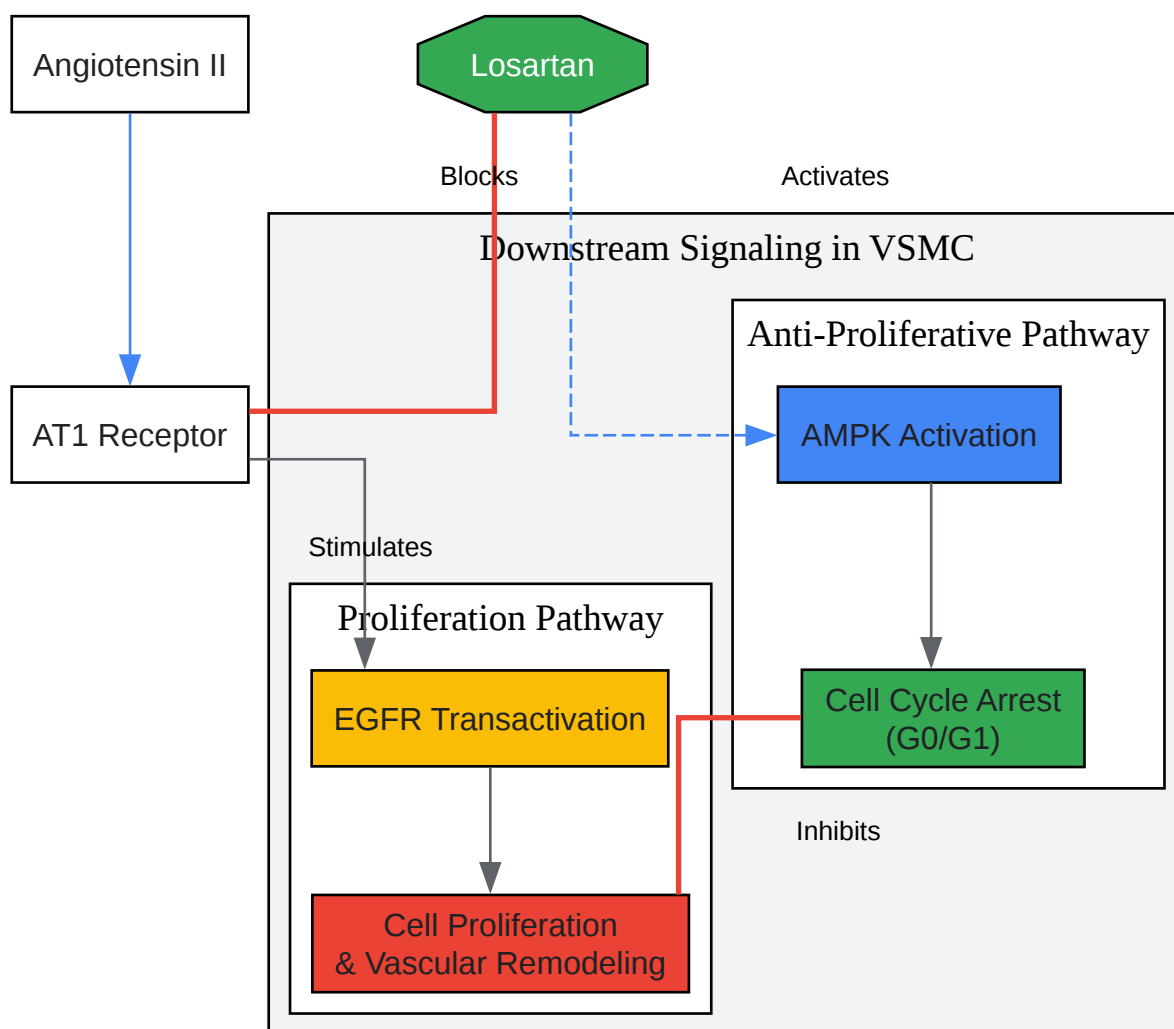 Angiotensin II
Losartan
Blocks
Activates
Downstream Signaling in VSMC
Anti-Proliferative Pathway
AT1 Receptor
AMPK Activation
Stimulates
Proliferation Pathway
EGFR Transactivation
Cell Cycle Arrest
(G0/G1)
Inhibits
Cell Proliferation
& Vascular Remodeling